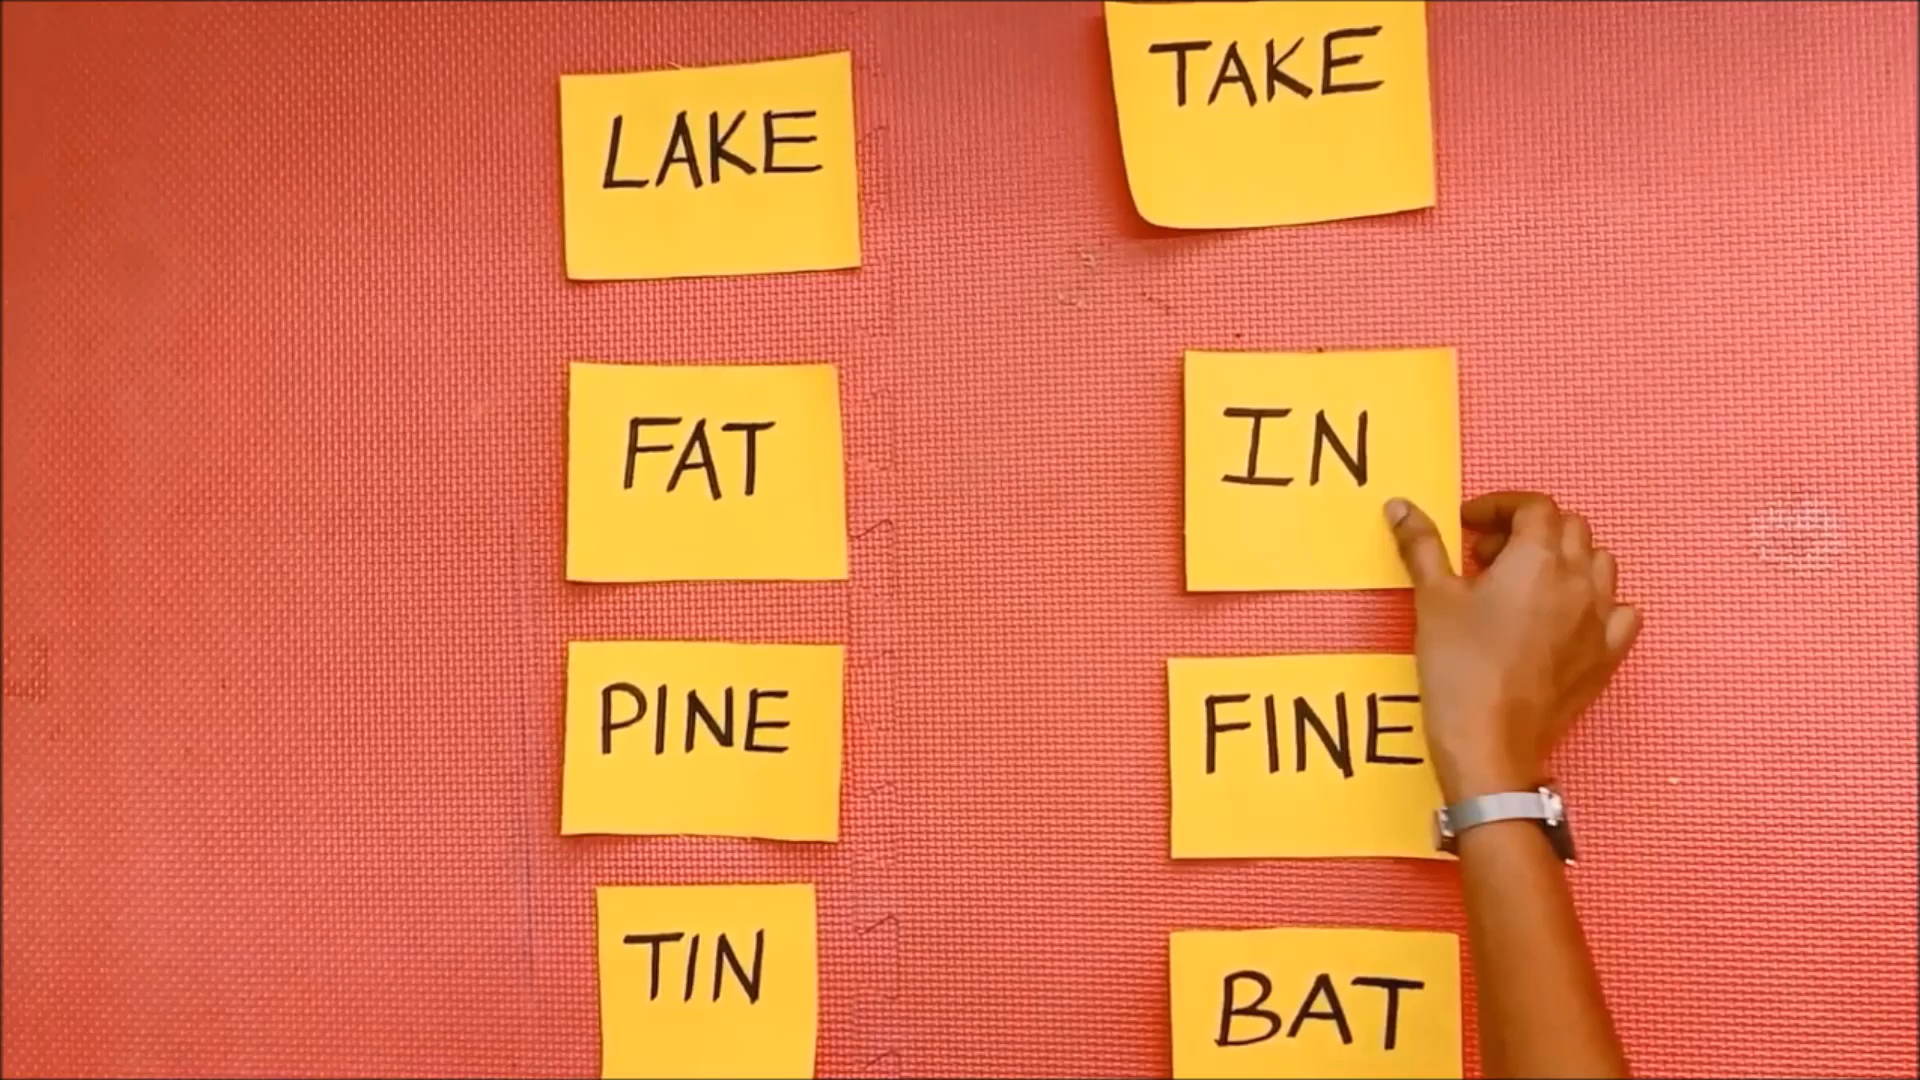 LAKE
TAKE
FAT
IN
PINE
FINE
TIN
BAT